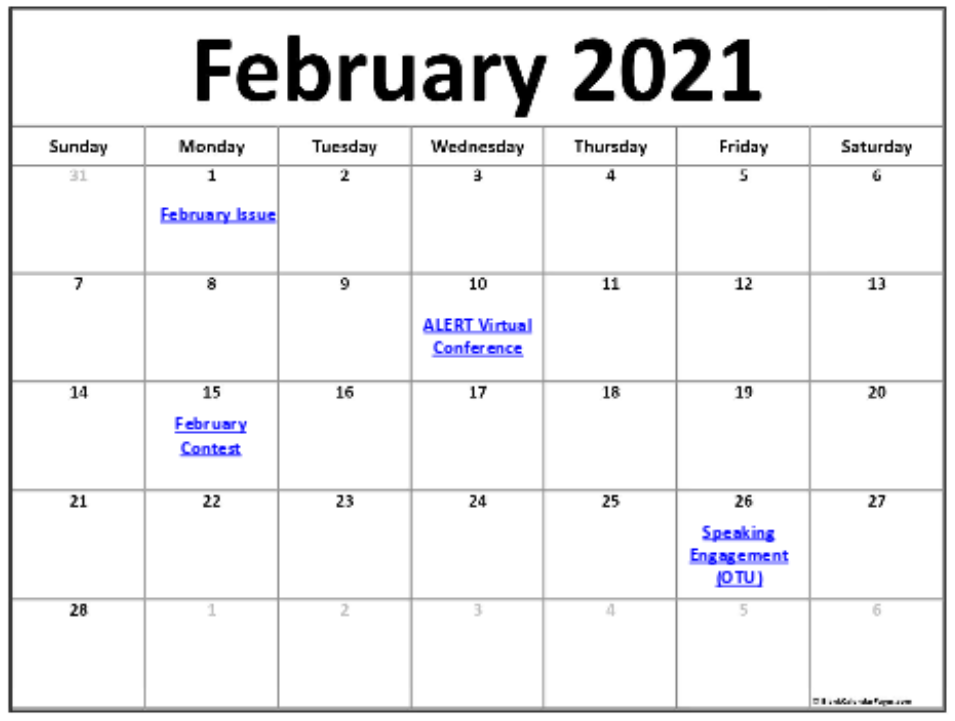 February 2021
Sunday Monday Tuesday Wednesday Thursday Friday Saturday
31 1 2 3 4 5 6
February Issue
7 8 9 10 11 12 13
ALERT Virtual
Conference
14 15 16 17 18 19 20
February
Contest
21 22 23 24 25 26 27
Speaking
Engagement
(OTU)
28 1 2 3 4 5 6